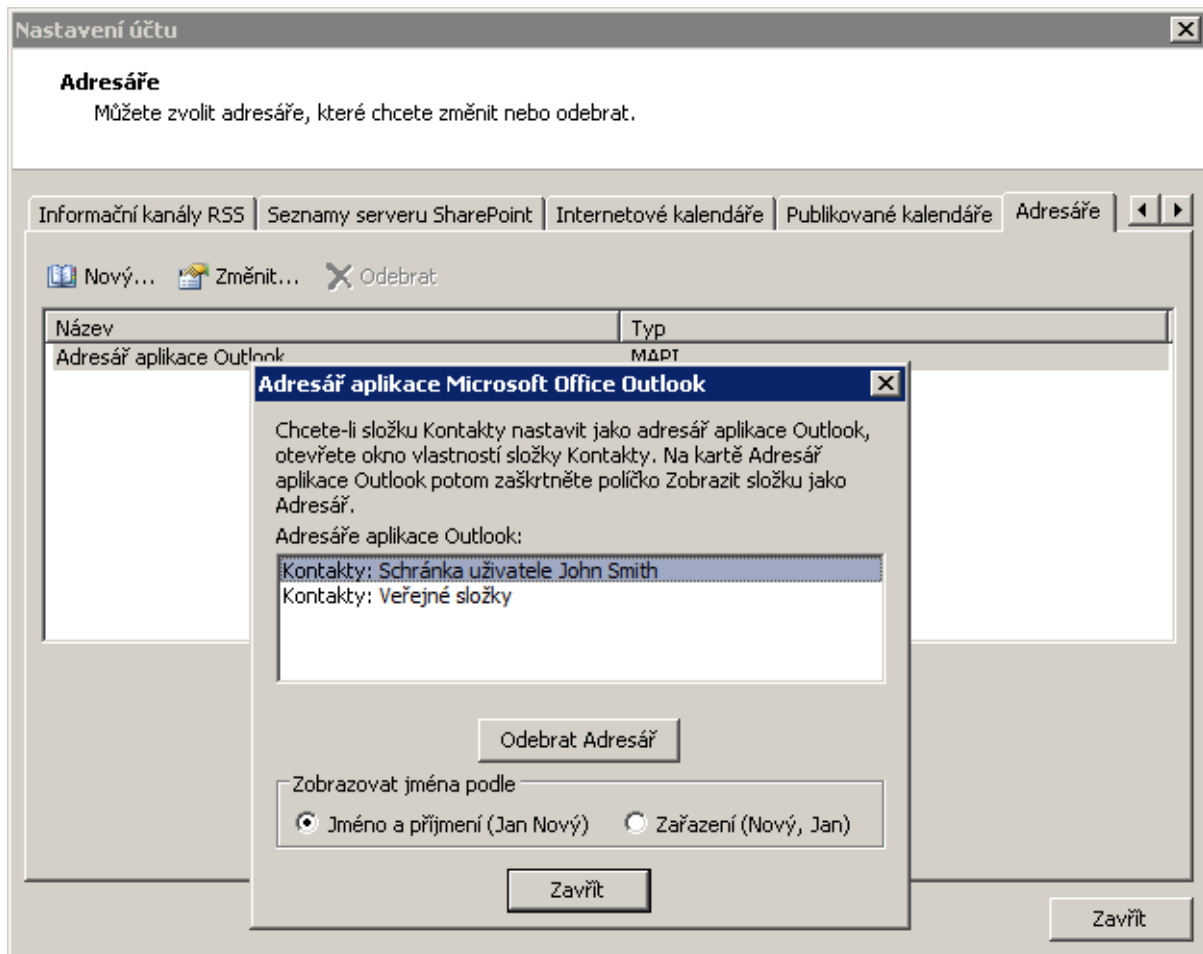 Nastavení účtu
Adresáře
Můžete zvolit adresáře, které chcete změnit nebo odebrat.
Informační kanály RSS Seznamy serveru SharePoint Internetové kalendáře Publikované kalendáře Adresáře
Nový... Změnit... Odebrat
Název Typ
Adresář aplikace Outlook MAPI
Adresář aplikace Microsoft Office Outlook
Chcete-li složku Kontakty nastavit jako adresář aplikace Outlook,
otevřete okno vlastností složky Kontakty. Na kartě Adresář
aplikace Outlook potom zaškrtněte políčko Zobrazit složku jako
Adresář.
Adresáře aplikace Outlook:
Kontakty: Schránka uživatele John Smith
Kontakty: Veřejné složky
Odebrat Adresář
Zobrazovat jména podle
Jméno a příjmení (Jan Nový) Zařazení (Nový, Jan)
Zavřít
Zavřít